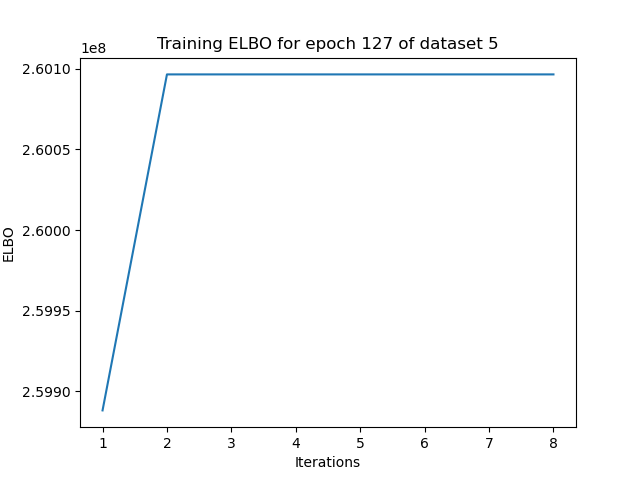 Training ELBO for epoch 127 of dataset 5
1e8
2.6010
2.6005
2.6000
2.5995
2.5990
ELBO
1 2 3 4 5 6 7 8
Iterations